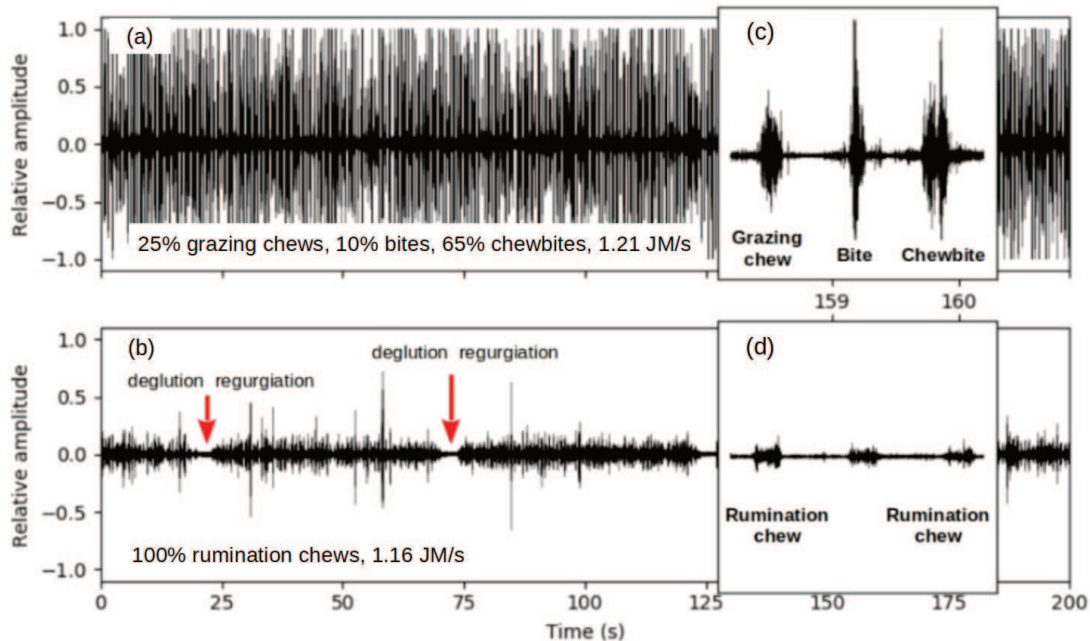 1.0
0.5
0.0
−0.5
−1.0
Relative amplitude
(a)
25% grazing chews, 10% bites, 65% chewbites, 1.21 JM/s
(c)
Grazing
chew
Bite
Chewbite
159
160
1.0
0.5
0.0
−0.5
−1.0
Relative amplitude
(b)
deglution regurgiation
deglution regurgiation
100% rumination chews, 1.16 JM/s
(d)
Rumination
chew
Rumination
chew
0
25
50
75
100
125
150
175
200
Time (s)